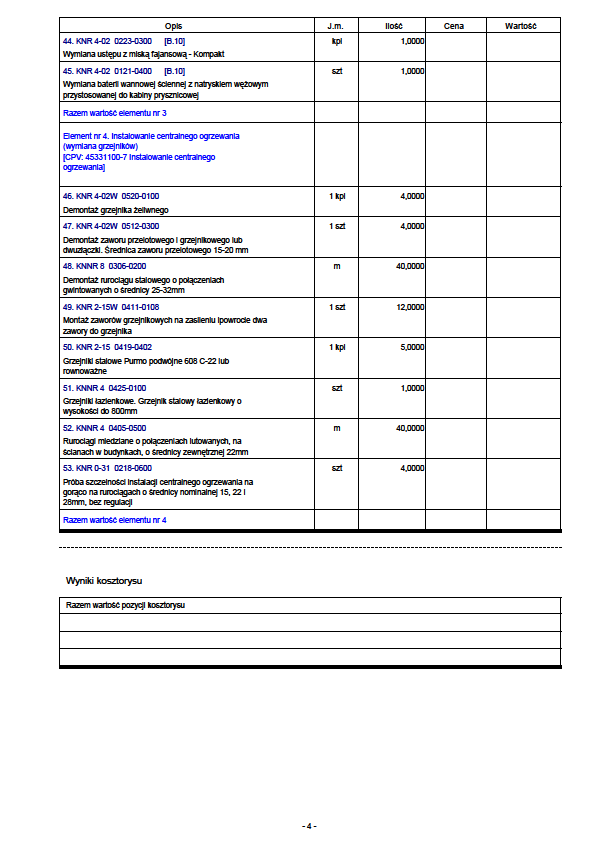 Opis J.m. Ilość Cena Wartość
44. KNR 4-02 0223-0300 [B.10] kpl 1,0000
Wymiana ustępu z miską fajansową - Kompakt
45. KNR 4-02 0121-0400 [B.10] szt 1,0000
Wymiana baterii wannowej ściennej z natryskiem wężowym
przystosowanej do kabiny prysznicowej
Razem wartość elementu nr 3
Element nr 4. Instalowanie centralnego ogrzewania
(wymiana grzejników)
[CPV: 45331100-7 Instalowanie centralnego
ogrzewania]
46. KNR 4-02W 0520-0100 1 kpl 4,0000
Demontaż grzejnika żeliwnego
47. KNR 4-02W 0512-0300 1 szt 4,0000
Demontaż zaworu przelotowego i grzejnikowego lub
dwuzłączki. Średnica zaworu przelotowego 15-20 mm
48. KNNR 8 0306-0200 m 40,0000
Demontaż rurociągu stalowego o połączeniach
gwintowanych o średnicy 25-32mm
49. KNR 2-15W 0411-0108 1 szt 12,0000
Montaż zaworów grzejnikowych na zasileniu ipowrocie dwa
zawory do grzejnika
50. KNR 2-15 0419-0402 1 kpl 5,0000
Grzejniki stalowe Purmo podwójne 608 C-22 lub
rownoważne
51. KNNR 4 0425-0100 szt 1,0000
Grzejniki łazienkowe. Grzejnik stalowy łazienkowy o
wysokości do 800mm
52. KNNR 4 0405-0500 m 40,0000
Rurociągi miedziane o połączeniach lutowanych, na
ścianach w budynkach, o średnicy zewnętrznej 22mm
53. KNR 0-31 0218-0600 szt 4,0000
Próba szczelności instalacji centralnego ogrzewania na
gorąco na rurociągach o średnicy nominalnej 15, 22 i
28mm, bez regulacji
Razem wartość elementu nr 4
Wyniki kosztorysu
Razem wartość pozycji kosztorysu
- 4 -